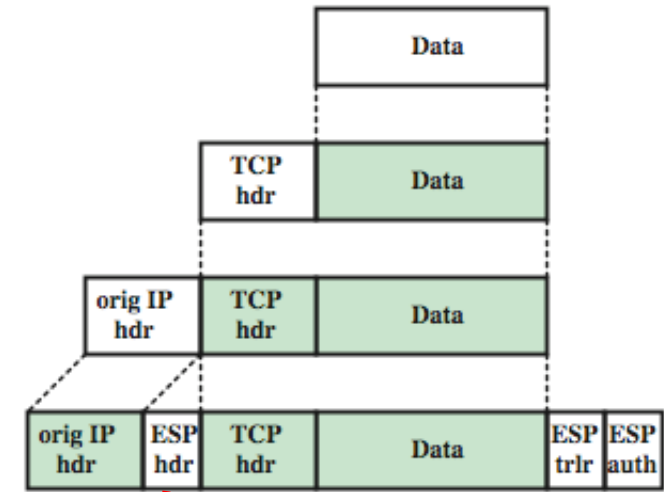 Data
TCP
hdr
Data
orig IP
hdr
TCP
hdr
Data
orig IP
hdr
ESP
hdr
TCP
hdr
Data
ESP
trlr
ESP
auth